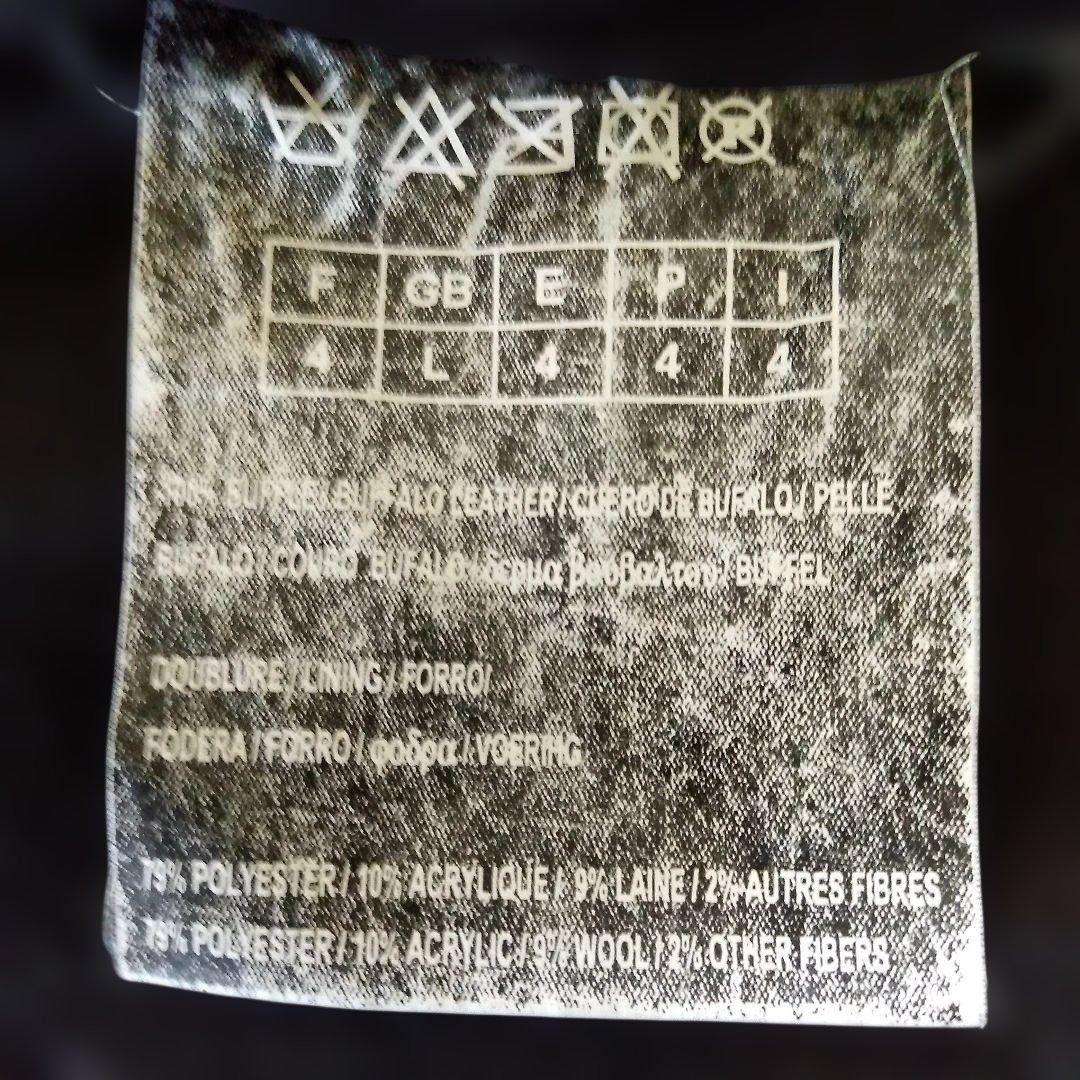 F GB E P I
4 L 4 4 4
BUFFALO LEATHER / CUERO DE BUFALO / PELLE
BUFALO / BUFALO / δερμα βουβαλιου / BUFFEL
DOUBLURE / LINING / FORRO/
FODERA / FORRO / φοδρα / VOERING
79% POLYESTER / 10% ACRYLIQUE / 9% LAINE / 2% AUTRES FIBRES
79% POLYESTER / 10% ACRYLIC / 9% WOOL / 2% OTHER FIBERS